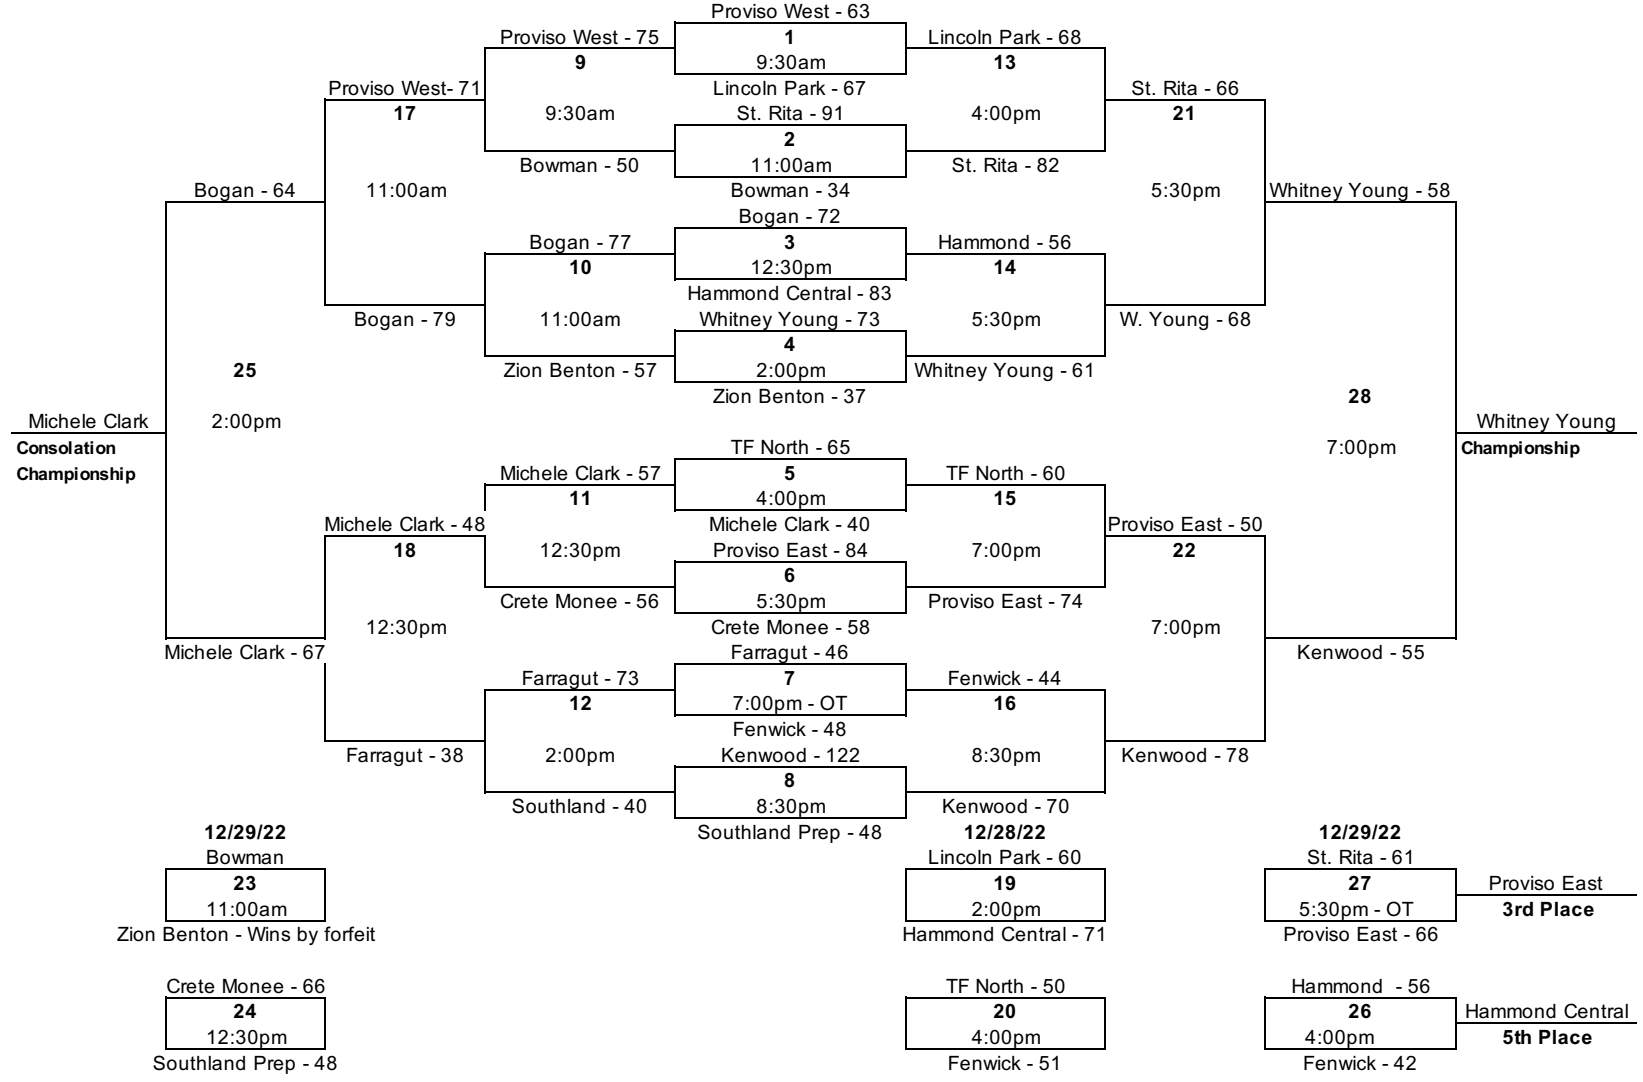 Proviso West - 63
Proviso West - 75
1
Lincoln Park - 68
9
9:30am
13
Proviso West- 71
Lincoln Park - 67
St. Rita - 66
17
9:30am
St. Rita - 91
4:00pm
21
2
Bowman - 50
11:00am
St. Rita - 82
Bogan - 64
11:00am
Bowman - 34
5:30pm
Whitney Young - 58
Bogan - 72
Bogan - 77
3
Hammond - 56
10
12:30pm
14
Hammond Central - 83
Bogan - 79
11:00am
Whitney Young - 73
5:30pm
W. Young - 68
4
25
Zion Benton - 57
2:00pm
Whitney Young - 61
Zion Benton - 37
28
Michele Clark
2:00pm
Whitney Young
Consolation
TF North - 65
7:00pm
Championship
Championship
Michele Clark - 57
5
TF North - 60
11
4:00pm
15
Michele Clark - 48
Michele Clark - 40
Proviso East - 50
18
12:30pm
Proviso East - 84
7:00pm
22
6
Crete Monee - 56
5:30pm
Proviso East - 74
12:30pm
Crete Monee - 58
7:00pm
Michele Clark - 67
Farragut - 46
Kenwood - 55
Farragut - 73
7
Fenwick - 44
12
7:00pm - OT
16
Fenwick - 48
Farragut - 38
2:00pm
Kenwood - 122
8:30pm
Kenwood - 78
8
Southland - 40
8:30pm
Kenwood - 70
12/29/22
Southland Prep - 48
12/28/22
12/29/22
Bowman
Lincoln Park - 60
St. Rita - 61
23
19
27
Proviso East
11:00am
2:00pm
5:30pm - OT
3rd Place
Zion Benton - Wins by forfeit
Hammond Central - 71
Proviso East - 66
Crete Monee - 66
TF North - 50
Hammond - 56
24
20
26
Hammond Central
12:30pm
4:00pm
4:00pm
5th Place
Southland Prep - 48
Fenwick - 51
Fenwick - 42